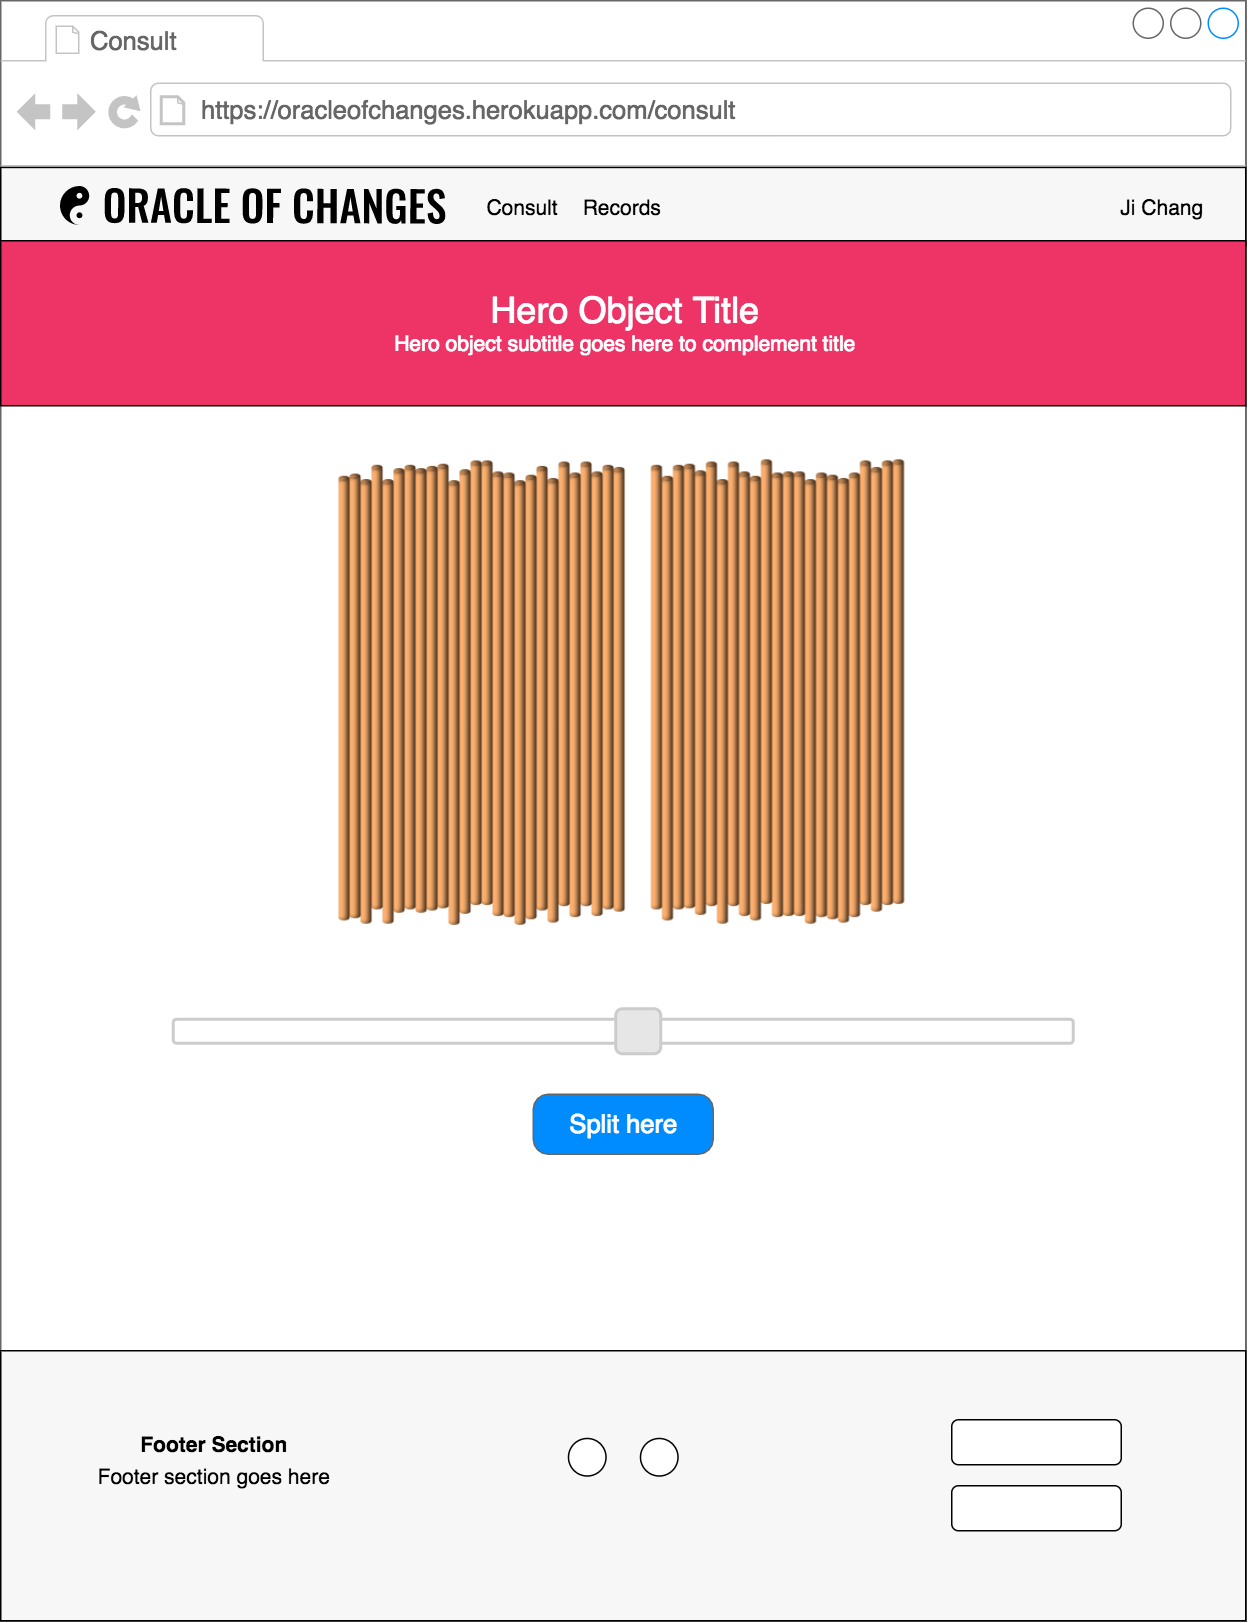 Consult
https://oracleofchanges.herokuapp.com/consult
ORACLE OF CHANGES Consult Records Ji Chang
Hero Object Title
Hero object subtitle goes here to complement title
Split here
Footer Section
Footer section goes here